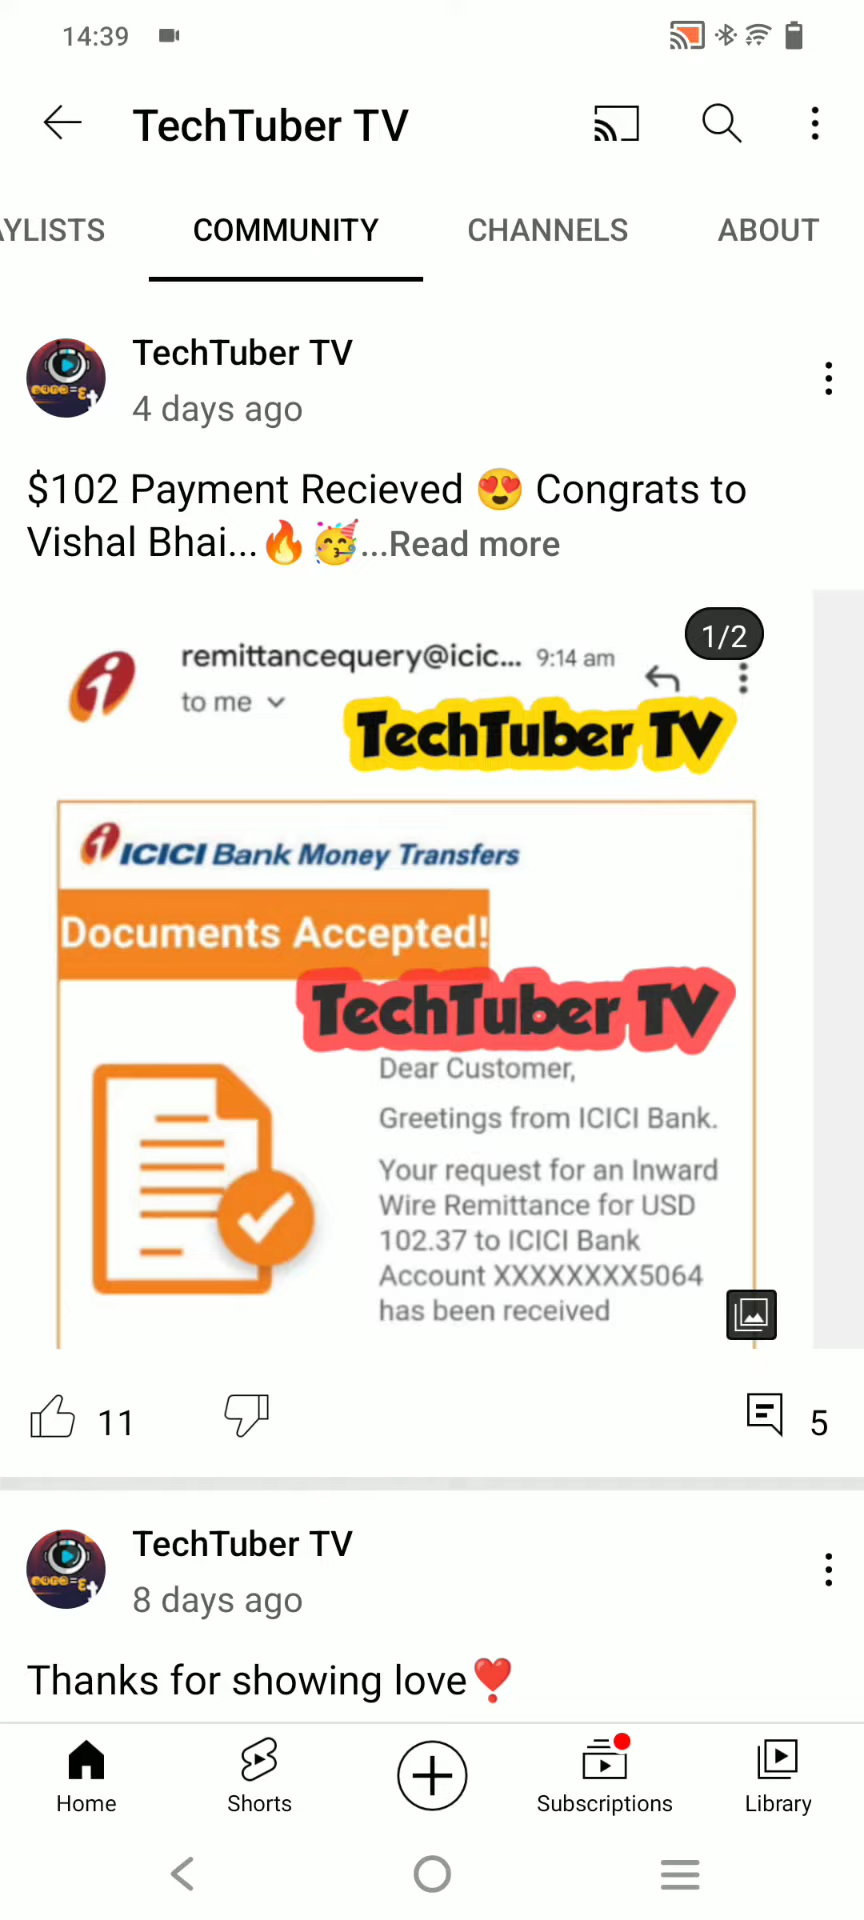 14:39
TechTuber TV
AYLISTS COMMUNITY CHANNELS ABOUT
TechTuber TV
4 days ago
$102 Payment Recieved 😍 Congrats to
Vishal Bhai...🔥🥳...Read more
1/2
remittancequery@icic... 9:14 am
to me
TechTuber TV
ICICI Bank Money Transfers
Documents Accepted!
TechTuber TV
Dear Customer,
Greetings from ICICI Bank.
Your request for an Inward
Wire Remittance for USD
102.37 to ICICI Bank
Account XXXXXXXX5064
has been received
11 5
TechTuber TV
8 days ago
Thanks for showing love❣️
Home Shorts Subscriptions Library